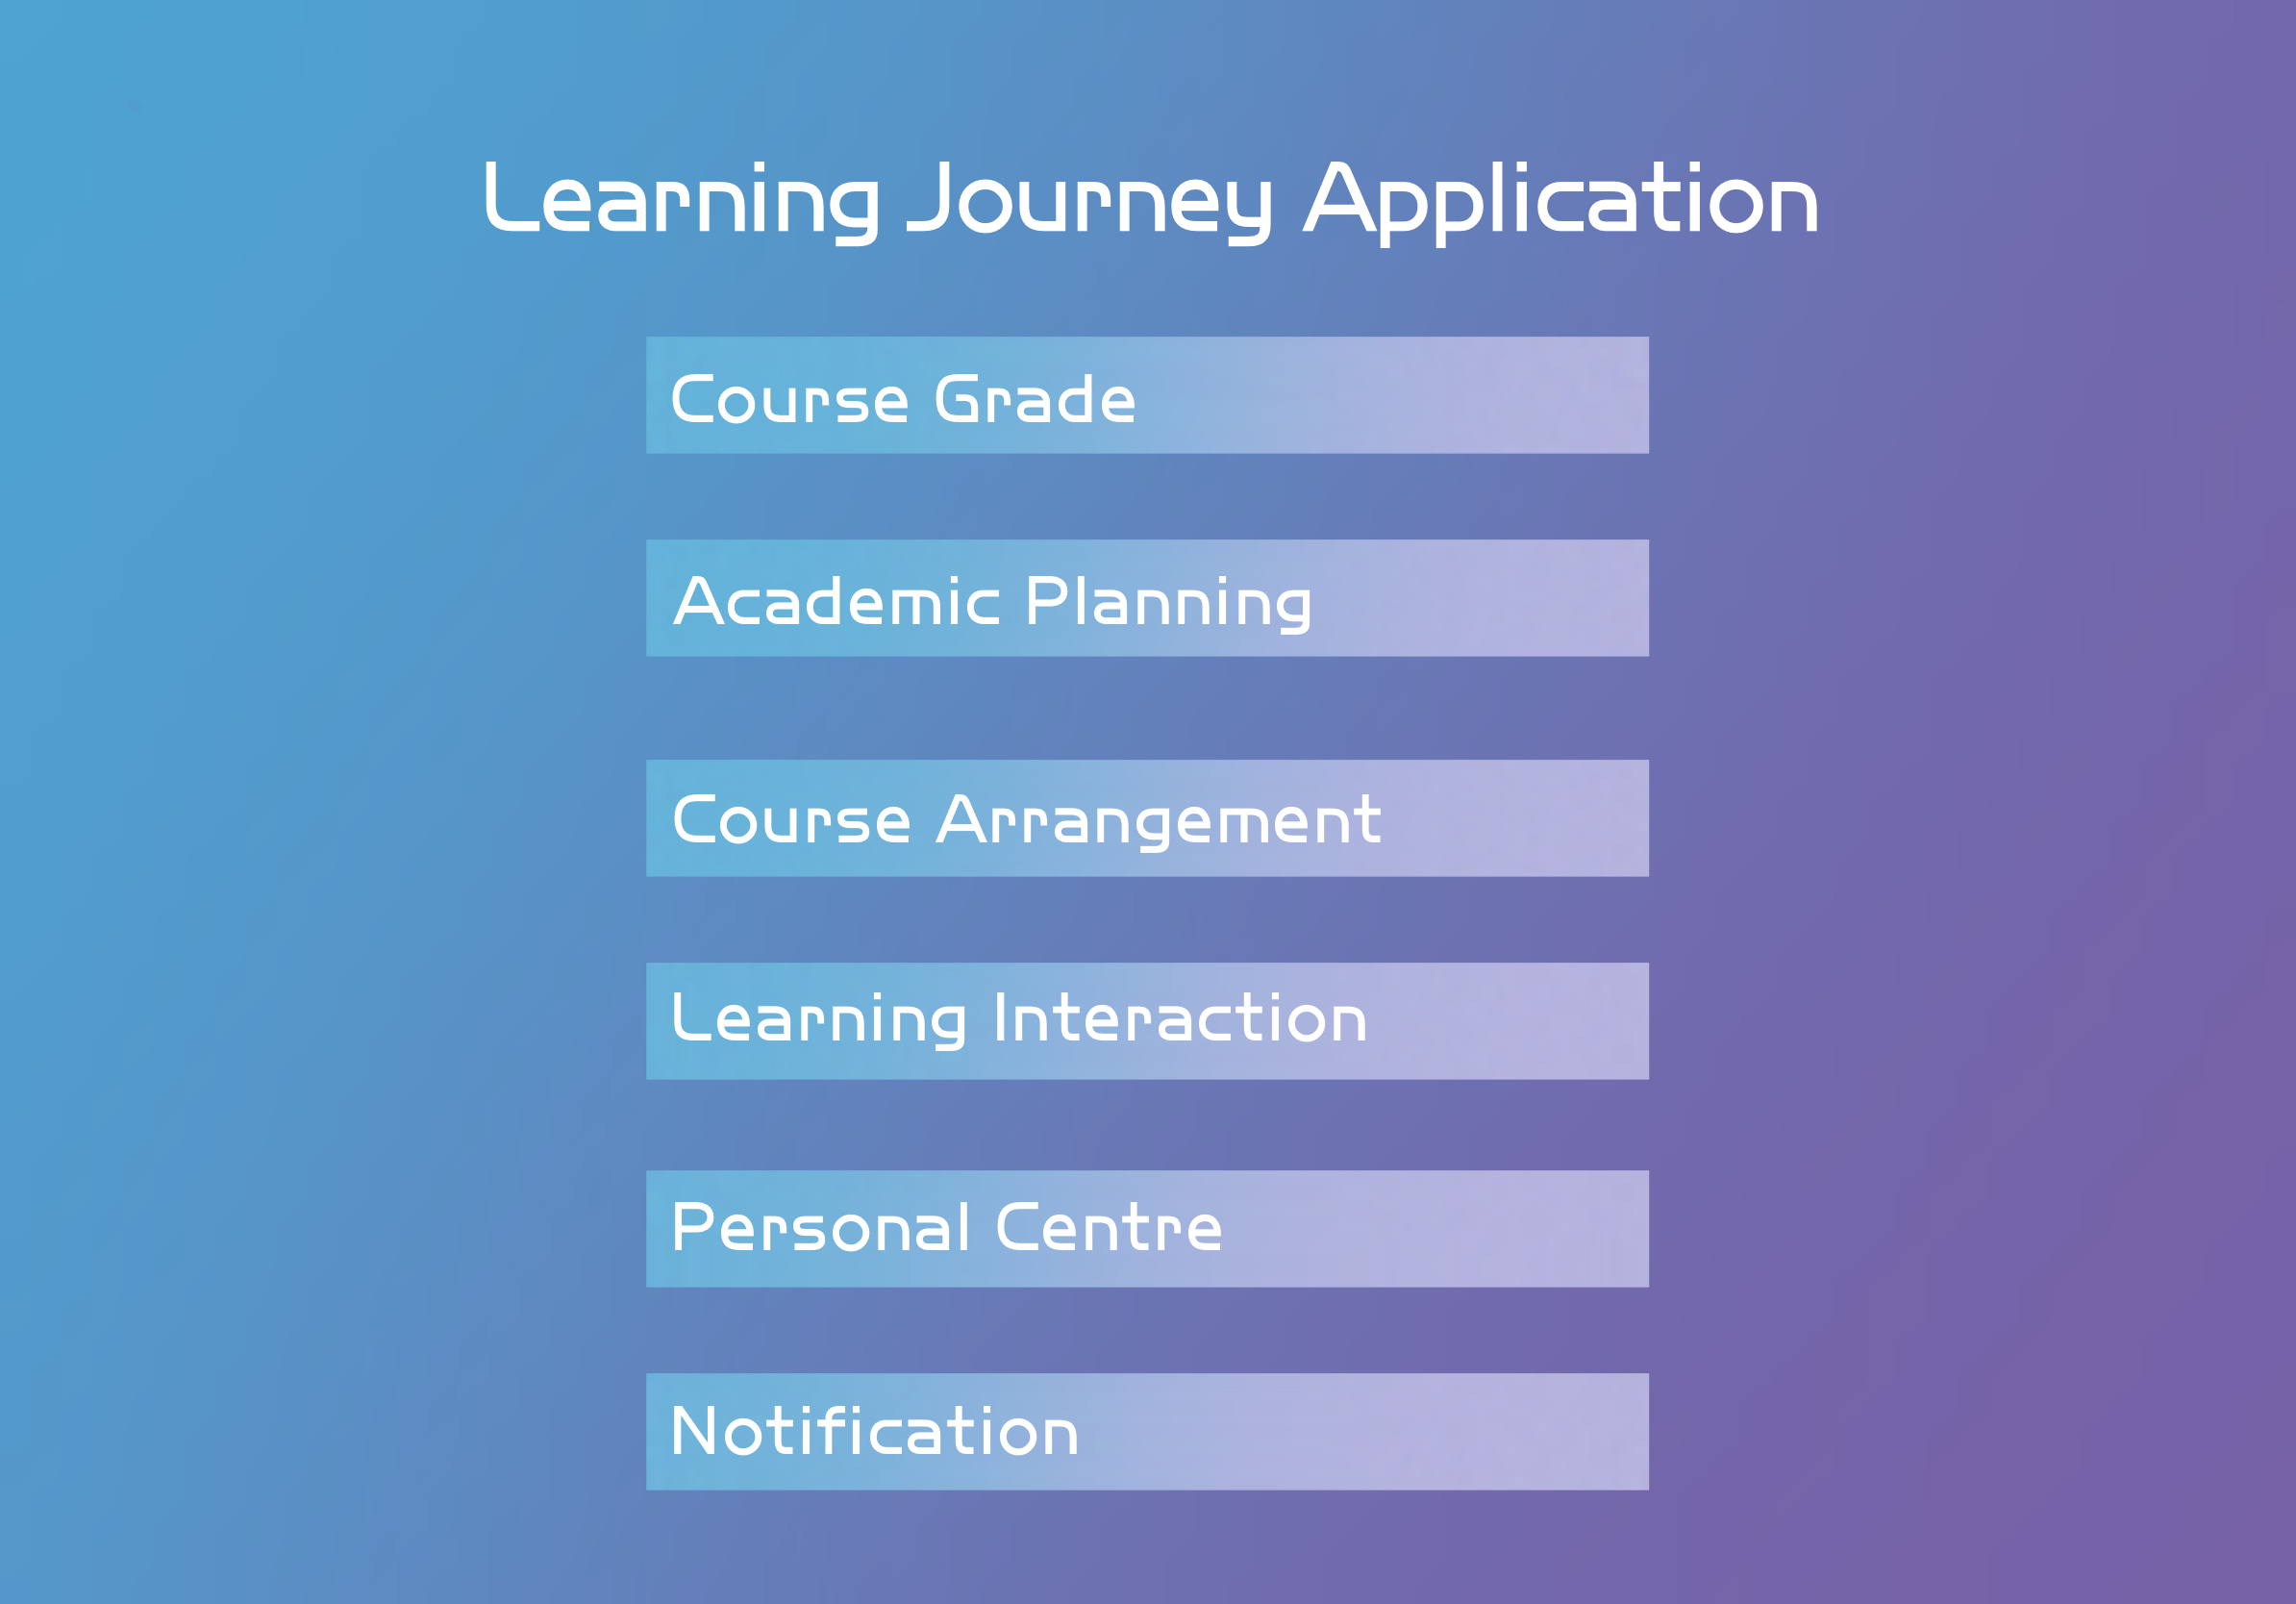 Learning Journey Application
Course Grade
Academic Planning
Course Arrangement
Learning Interaction
Personal Centre
Notification